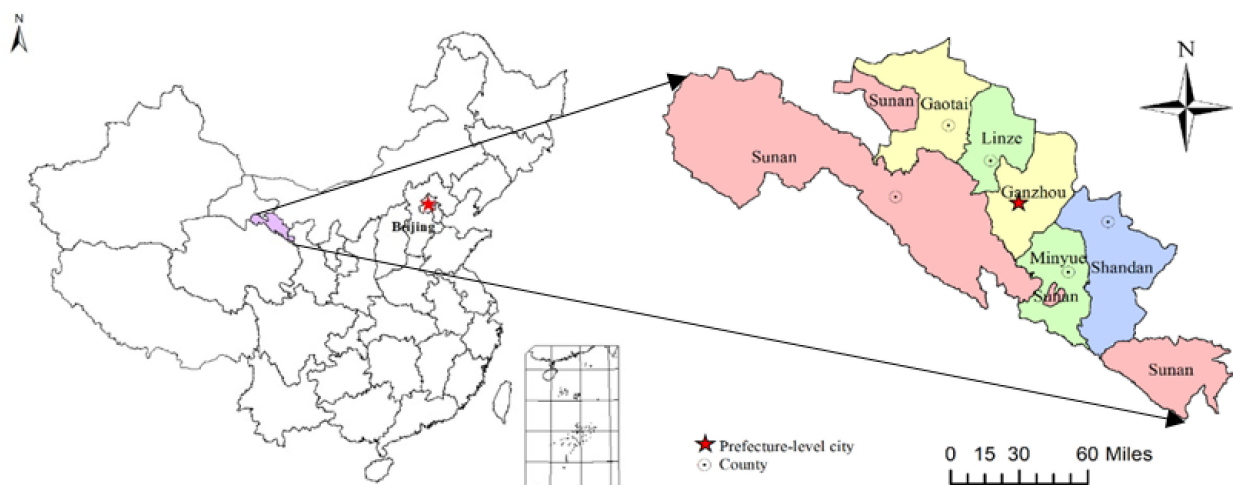 N
Beijing
N
Sunan
Gaotai
Linze
Sunan
Ganzhou
Minyue
Shandan
Sunan
Sunan
Prefecture-level city
County
0 15 30 60 Miles